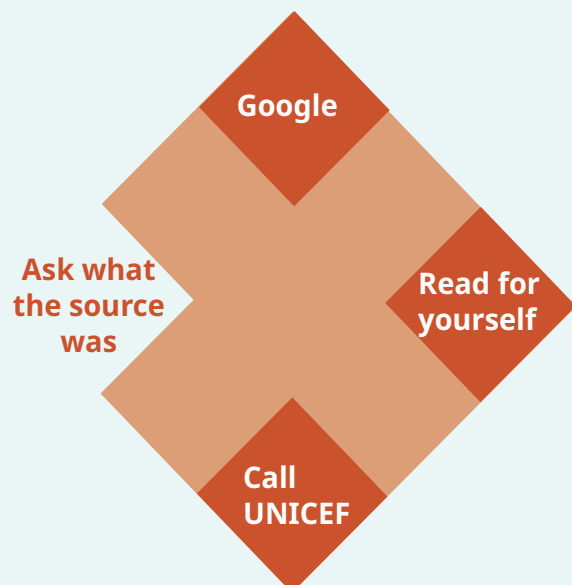 Google
Ask what
the source
was
Read for
yourself
Call
UNICEF